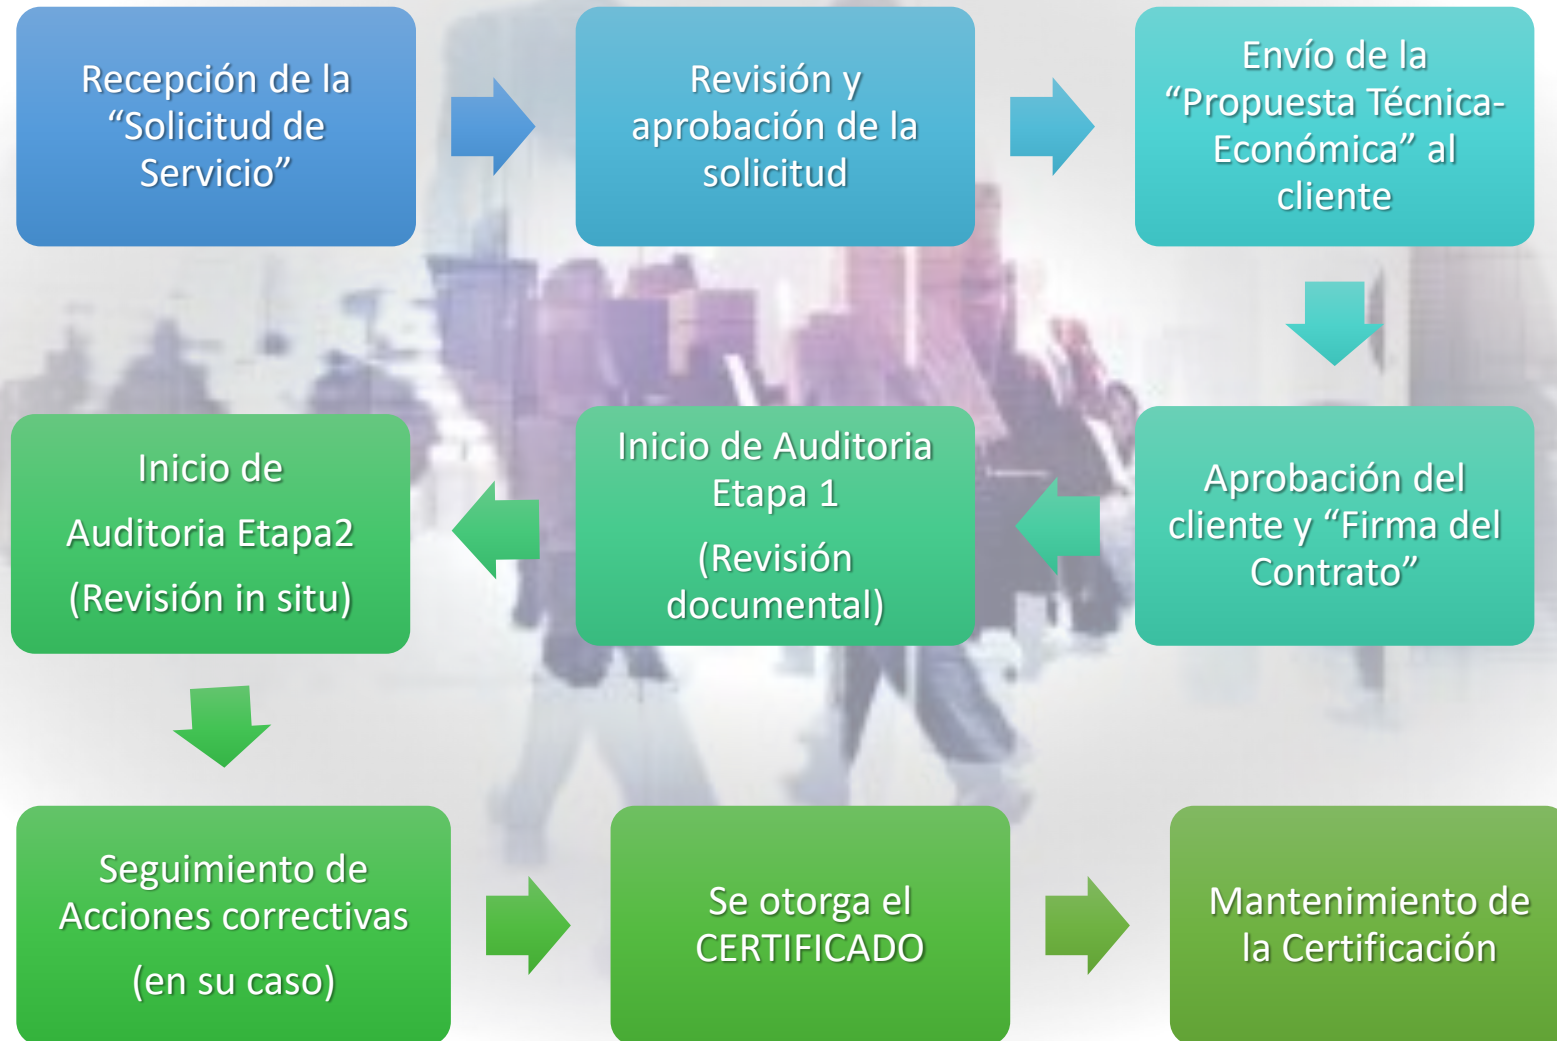 Recepción de la
“Solicitud de
Servicio”
Revisión y
aprobación de la
solicitud
Envío de la
“Propuesta Técnica-
Económica” al
cliente
Aprobación del
cliente y “Firma del
Contrato”
Inicio de Auditoria
Etapa 1
(Revisión
documental)
Inicio de
Auditoria Etapa2
(Revisión in situ)
Seguimiento de
Acciones correctivas
(en su caso)
Se otorga el
CERTIFICADO
Mantenimiento de
la Certificación